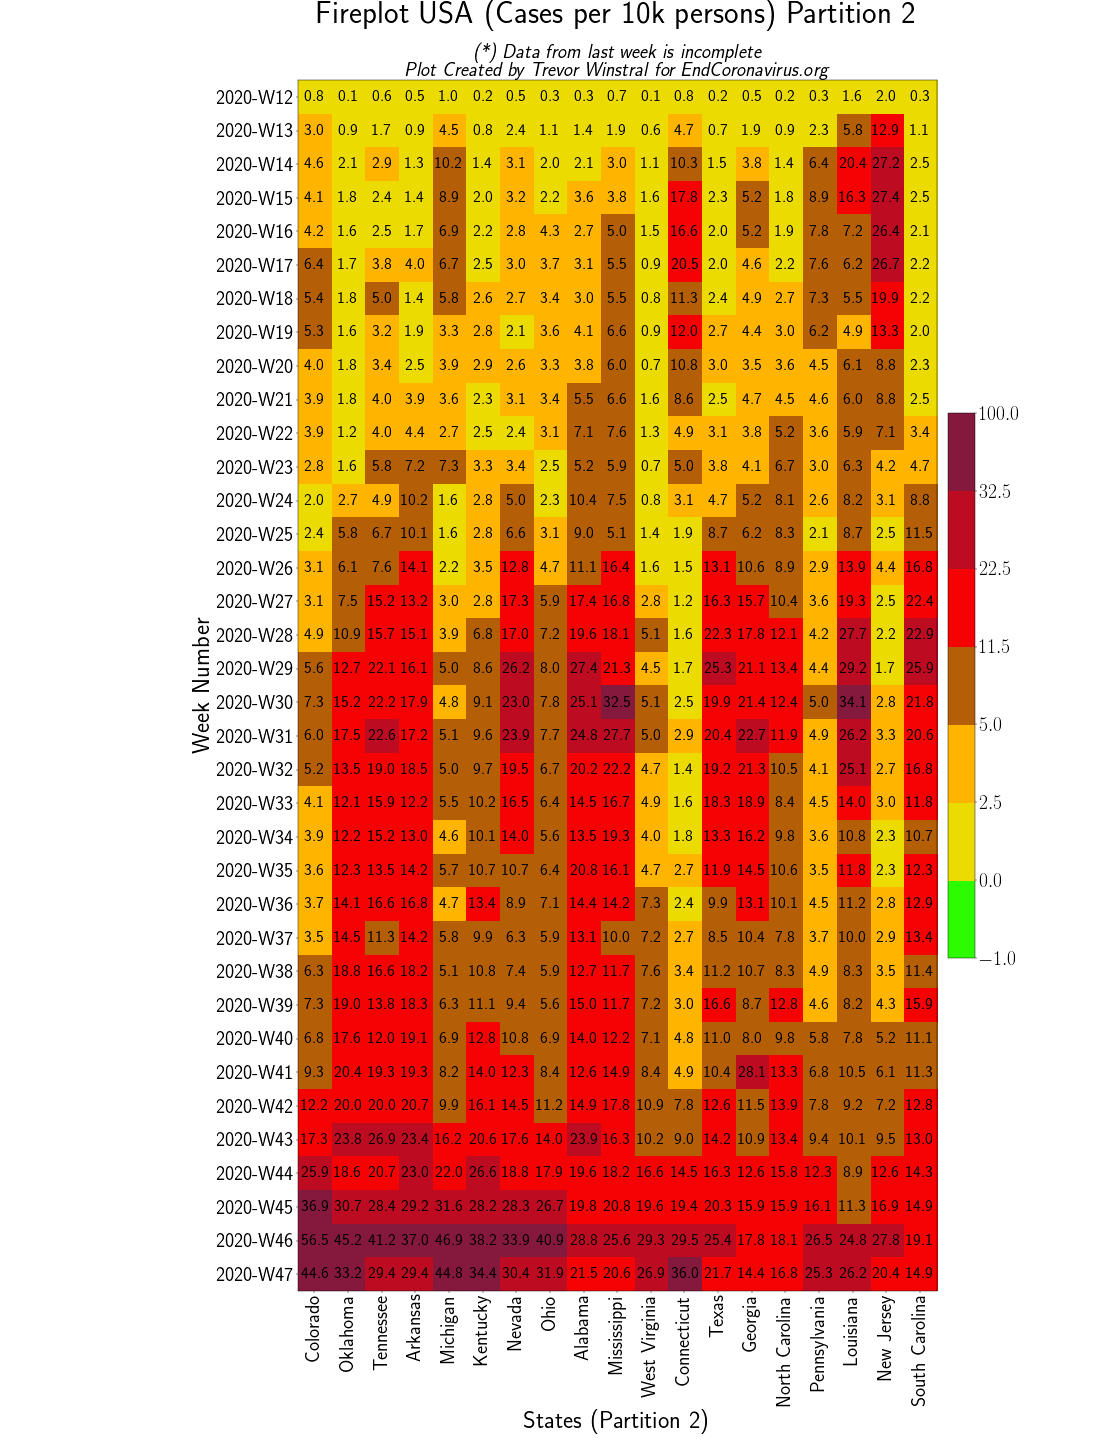 Fireplot USA (Cases per 10k persons) Partition 2
(*) Data from last week is incomplete
Plot Created by Trevor Winstral for EndCoronavirus.org
2020-W12 0.8 0.1 0.6 0.5 1.0 0.2 0.5 0.3 0.3 0.7 0.1 0.8 0.2 0.5 0.2 0.3 1.6 2.0 0.3
2020-W13 3.0 0.9 1.7 0.9 4.5 0.8 2.4 1.1 1.4 1.9 0.6 4.7 0.7 1.9 0.9 2.3 5.8 12.9 1.1
2020-W14 4.6 2.1 2.9 1.3 10.2 1.4 3.1 2.0 2.1 3.0 1.1 10.3 1.5 3.8 1.4 6.4 20.4 27.2 2.5
2020-W15 4.1 1.8 2.4 1.4 8.9 2.0 3.2 2.2 3.6 3.8 1.6 17.8 2.3 5.2 1.8 8.9 16.3 27.4 2.5
2020-W16 4.2 1.6 2.5 1.7 6.9 2.2 2.8 4.3 2.7 5.0 1.5 16.6 2.0 5.2 1.9 7.8 7.2 26.4 2.1
2020-W17 6.4 1.7 3.8 4.0 6.7 2.5 3.0 3.7 3.1 5.5 0.9 20.5 2.0 4.6 2.2 7.6 6.2 26.7 2.2
2020-W18 5.4 1.8 5.0 1.4 5.8 2.6 2.7 3.4 3.0 5.5 0.8 11.3 2.4 4.9 2.7 7.3 5.5 19.9 2.2
2020-W19 5.3 1.6 3.2 1.9 3.3 2.8 2.1 3.6 4.1 6.6 0.9 12.0 2.7 4.4 3.0 6.2 4.9 13.3 2.0
2020-W20 4.0 1.8 3.4 2.5 3.9 2.9 2.6 3.3 3.8 6.0 0.7 10.8 3.0 3.5 3.6 4.5 6.1 8.8 2.3
2020-W21 3.9 1.8 4.0 3.9 3.6 2.3 3.1 3.4 5.5 6.6 1.6 8.6 2.5 4.7 4.5 4.6 6.0 8.8 2.5
2020-W22 3.9 1.2 4.0 4.4 2.7 2.5 2.4 3.1 7.1 7.6 1.3 4.9 3.1 3.8 5.2 3.6 5.9 7.1 3.4
2020-W23 2.8 1.6 5.8 7.2 7.3 3.3 3.4 2.5 5.2 5.9 0.7 5.0 3.8 4.1 6.7 3.0 6.3 4.2 4.7
2020-W24 2.0 2.7 4.9 10.2 1.6 2.8 5.0 2.3 10.4 7.5 0.8 3.1 4.7 5.2 8.1 2.6 8.2 3.1 8.8
2020-W25 2.4 5.8 6.7 10.1 1.6 2.8 6.6 3.1 9.0 5.1 1.4 1.9 8.7 6.2 8.3 2.1 8.7 2.5 11.5
2020-W26 3.1 6.1 7.6 14.1 2.2 3.5 12.8 4.7 11.1 16.4 1.6 1.5 13.1 10.6 8.9 2.9 13.9 4.4 16.8
2020-W27 3.1 7.5 15.2 13.2 3.0 2.8 17.3 5.9 17.4 16.8 2.8 1.2 16.3 15.7 10.4 3.6 19.3 2.5 22.4
2020-W28 4.9 10.9 15.7 15.1 3.9 6.8 17.0 7.2 19.6 18.1 5.1 1.6 22.3 17.8 12.1 4.2 27.7 2.2 22.9
2020-W29 5.6 12.7 22.1 16.1 5.0 8.6 26.2 8.0 27.4 21.3 4.5 1.7 25.3 21.1 13.4 4.4 29.2 1.7 25.9
2020-W30 7.3 15.2 22.2 17.9 4.8 9.1 23.0 7.8 25.1 32.5 5.1 2.5 19.9 21.4 12.4 5.0 34.1 2.8 21.8
2020-W31 6.0 17.5 22.6 17.2 5.1 9.6 23.9 7.7 24.8 27.7 5.0 2.9 20.4 22.7 11.9 4.9 26.2 3.3 20.6
2020-W32 5.2 13.5 19.0 18.5 5.0 9.7 19.5 6.7 20.2 22.2 4.7 1.4 19.2 21.3 10.5 4.1 25.1 2.7 16.8
2020-W33 4.1 12.1 15.9 12.2 5.5 10.2 16.5 6.4 14.5 16.7 4.9 1.6 18.3 18.9 8.4 4.5 14.0 3.0 11.8
2020-W34 3.9 12.2 15.2 13.0 4.6 10.1 14.0 5.6 13.5 19.3 4.0 1.8 13.3 16.2 9.8 3.6 10.8 2.3 10.7
2020-W35 3.6 12.3 13.5 14.2 5.7 10.7 10.7 6.4 20.8 16.1 4.7 2.7 11.9 14.5 10.6 3.5 11.8 2.3 12.3
2020-W36 3.7 14.1 16.6 16.8 4.7 13.4 8.9 7.1 14.4 14.2 7.3 2.4 9.9 13.1 10.1 4.5 11.2 2.8 12.9
2020-W37 3.5 14.5 11.3 14.2 5.8 9.9 6.3 5.9 13.1 10.0 7.2 2.7 8.5 10.4 7.8 3.7 10.0 2.9 13.4
2020-W38 6.3 18.8 16.6 18.2 5.1 10.8 7.4 5.9 12.7 11.7 7.6 3.4 11.2 10.7 8.3 4.9 8.3 3.5 11.4
2020-W39 7.3 19.0 13.8 18.3 6.3 11.1 9.4 5.6 15.0 11.7 7.2 3.0 16.6 8.7 12.8 4.6 8.2 4.3 15.9
2020-W40 6.8 17.6 12.0 19.1 6.9 12.8 10.8 6.9 14.0 12.2 7.1 4.8 11.0 8.0 9.8 5.8 7.8 5.2 11.1
2020-W41 9.3 20.4 19.3 19.3 8.2 14.0 12.3 8.4 12.6 14.9 8.4 4.9 10.4 28.1 13.3 6.8 10.5 6.1 11.3
2020-W42 12.2 20.0 20.0 20.7 9.9 16.1 14.5 11.2 14.9 17.8 10.9 7.8 12.6 11.5 13.9 7.8 9.2 7.2 12.8
2020-W43 17.3 23.8 26.9 23.4 16.2 20.6 17.6 14.0 23.9 16.3 10.2 9.0 14.2 10.9 13.4 9.4 10.1 9.5 13.0
2020-W44 25.9 18.6 20.7 23.0 22.0 26.6 18.8 17.9 19.6 18.2 16.6 14.5 16.3 12.6 15.8 12.3 8.9 12.6 14.3
2020-W45 36.9 30.7 28.4 29.2 31.6 28.2 28.3 26.7 19.8 20.8 19.6 19.4 20.3 15.9 15.9 16.1 11.3 16.9 14.9
2020-W46 56.5 45.2 41.2 37.0 46.9 38.2 33.9 40.9 28.8 25.6 29.3 29.5 25.4 17.8 18.1 26.5 24.8 27.8 19.1
2020-W47 44.6 33.2 29.4 29.4 44.8 34.4 30.4 31.9 21.5 20.6 26.9 36.0 21.7 14.4 16.8 25.3 26.2 20.4 14.9
Week Number
Colorado
Oklahoma
Tennessee
Arkansas
Michigan
Kentucky
Nevada
Ohio
Alabama
Mississippi
West Virginia
Connecticut
Texas
Georgia
North Carolina
Pennsylvania
Louisiana
New Jersey
South Carolina
States (Partition 2)
100.0
32.5
22.5
11.5
5.0
2.5
0.0
−1.0